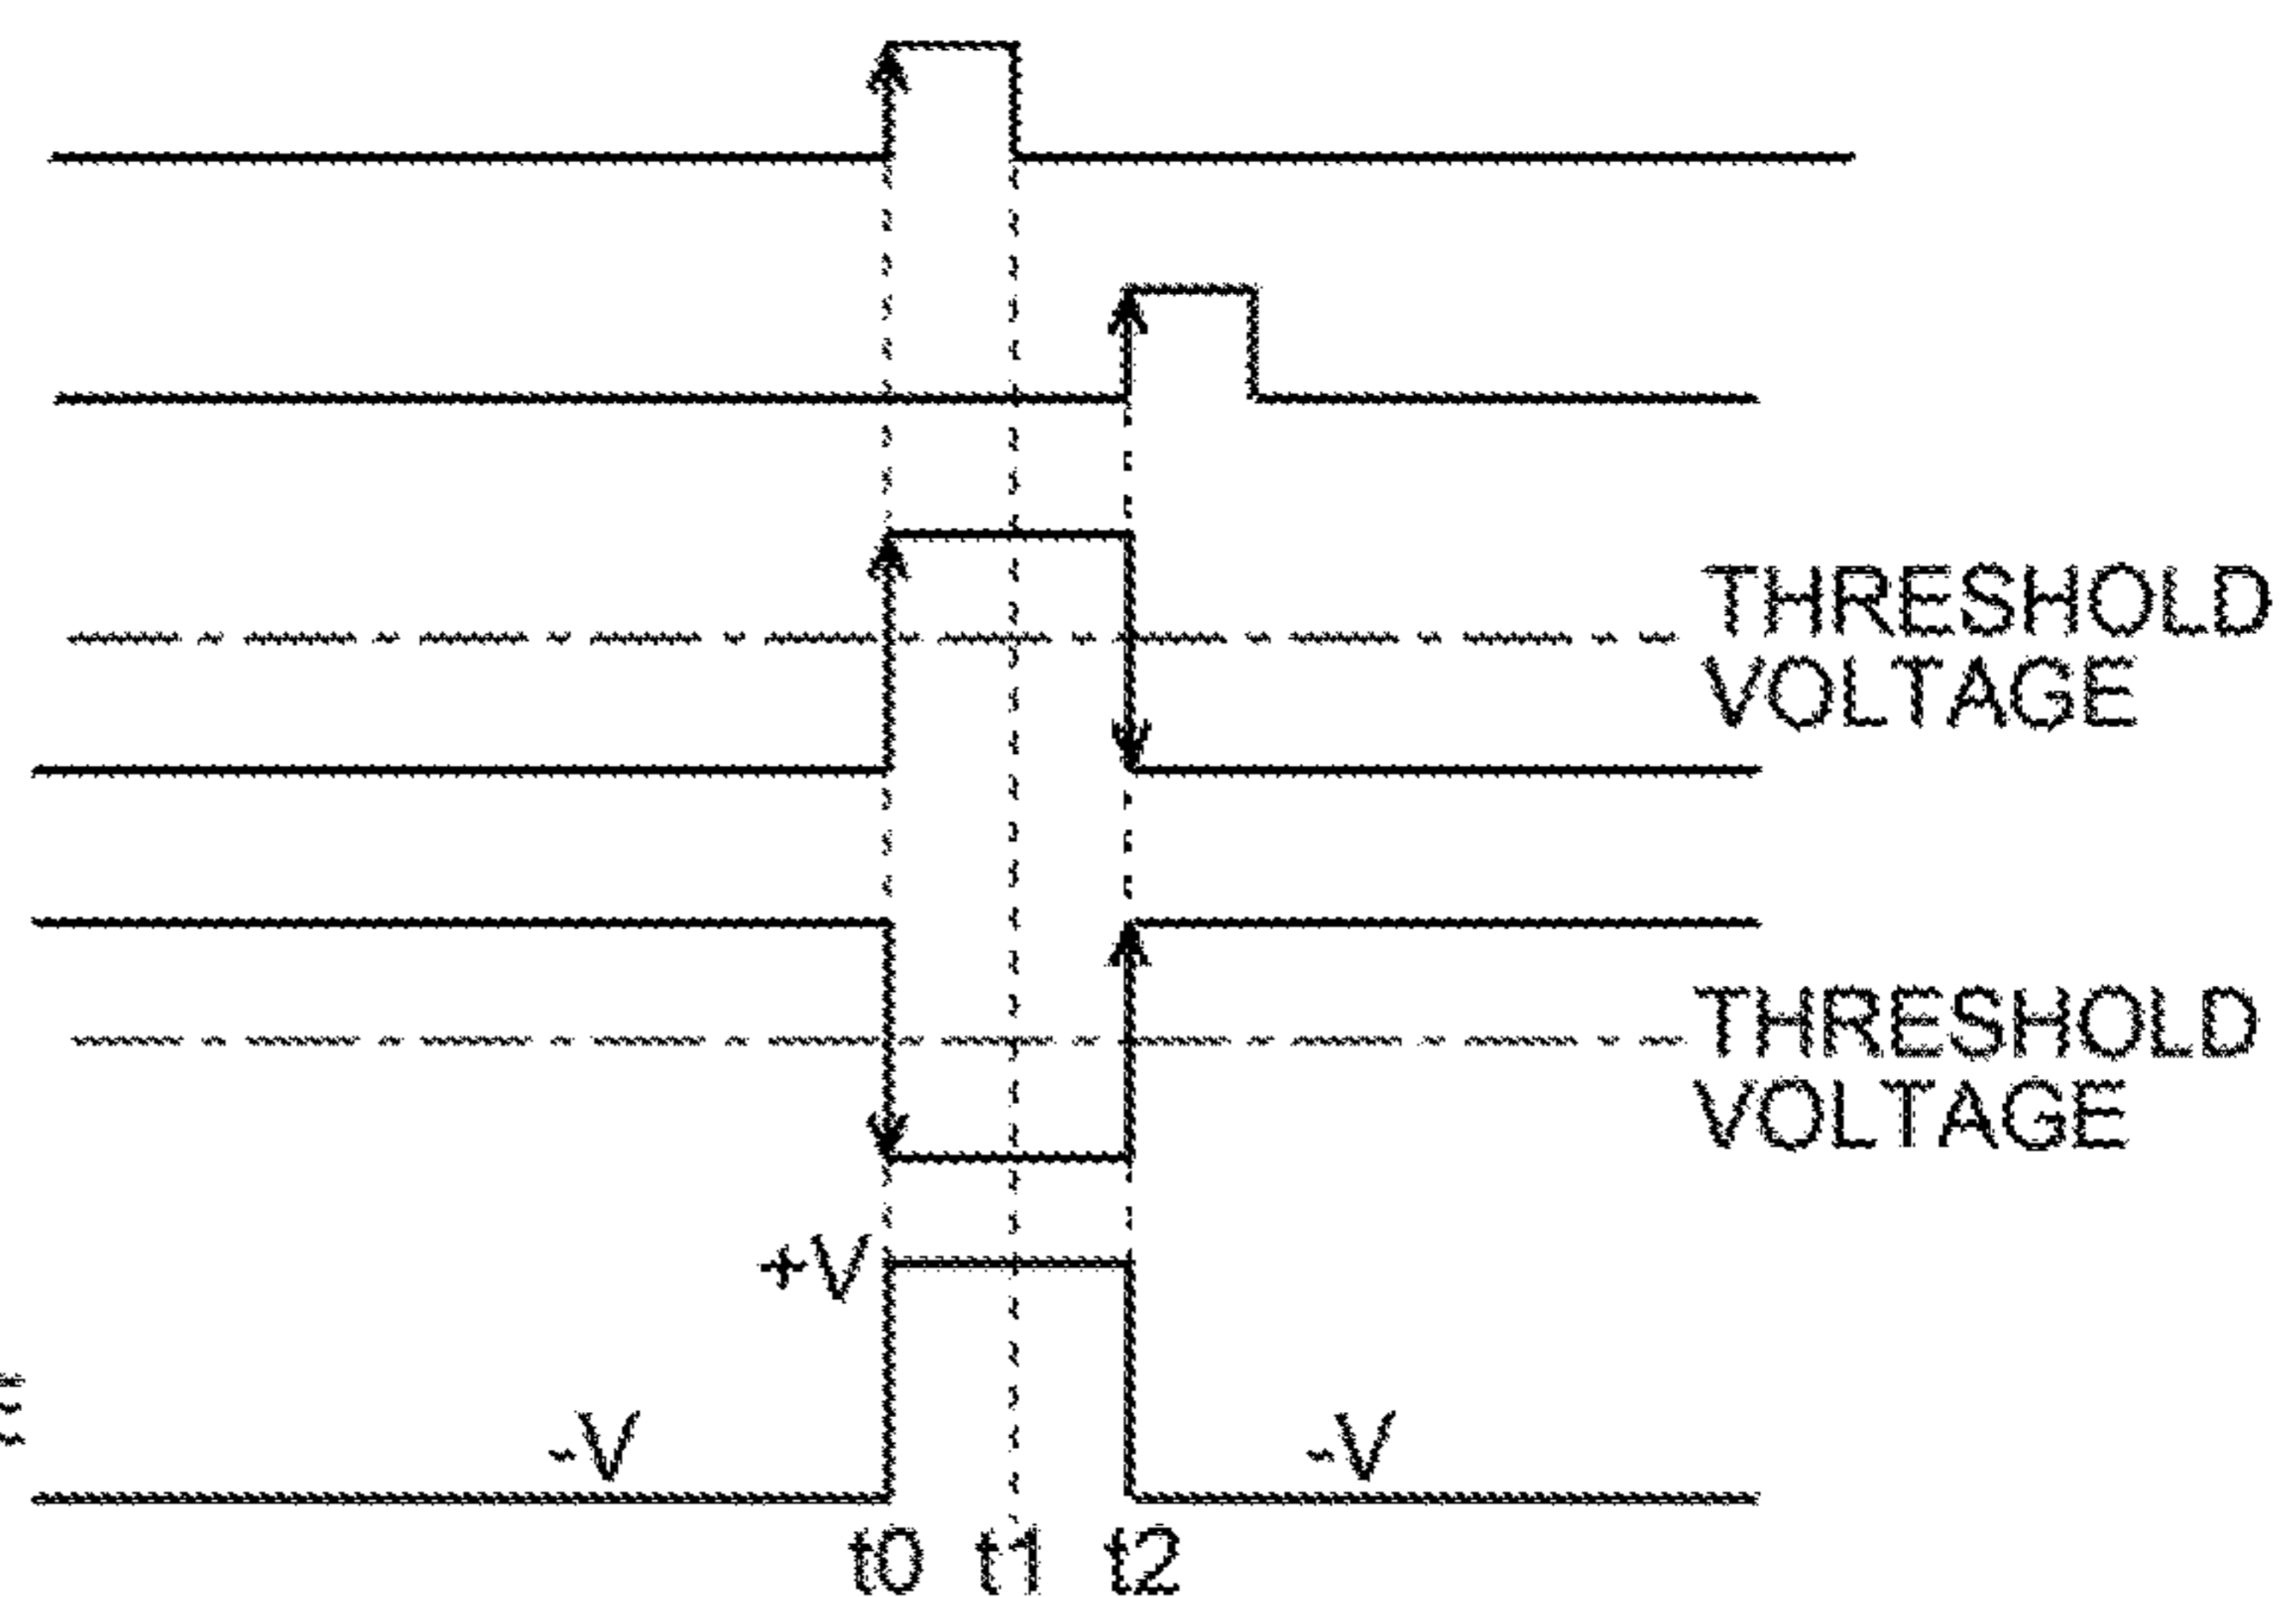 THRESHOLD
VOLTAGE
THRESHOLD
VOLTAGE
+V
-V -V
t0 t1 t2